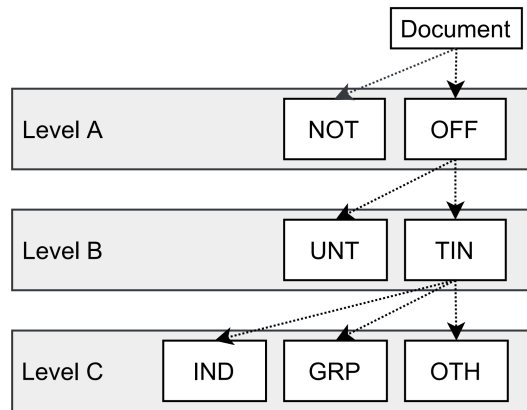 Document
Level A NOT OFF
Level B UNT TIN
Level C IND GRP OTH